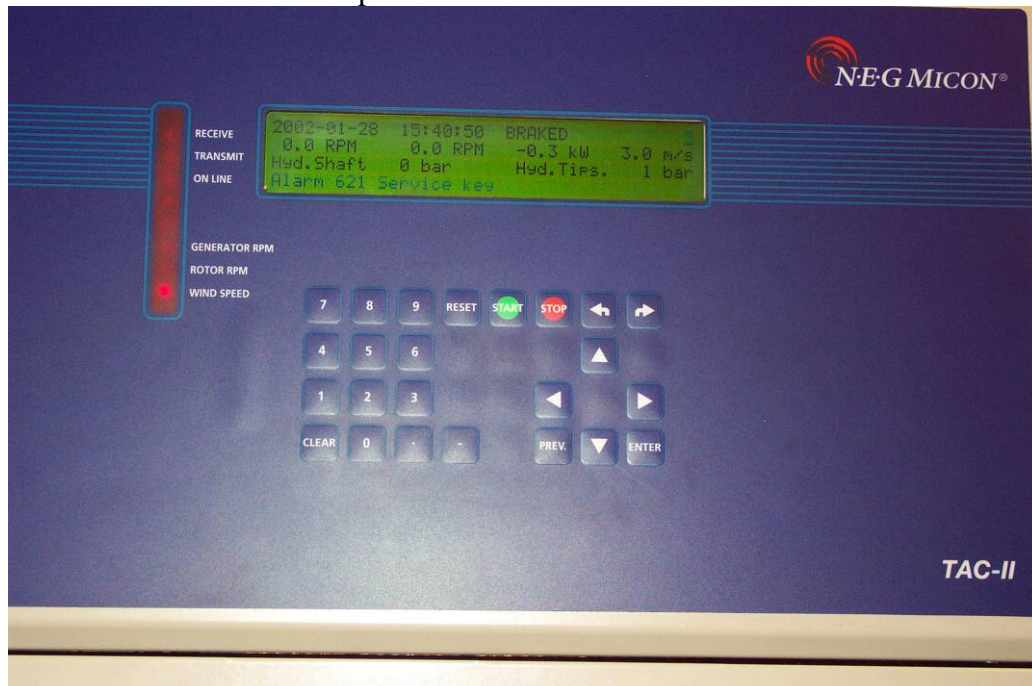 N·E·G MICON®
RECEIVE
TRANSMIT
ON LINE
2002-01-28 15:40:50 BRAKED
0.0 RPM 0.0 RPM -0.3 kW 3.0 m/s
Hyd.Shaft 0 bar Hyd.Tips. 1 bar
Alarm 621 Service key
GENERATOR RPM
ROTOR RPM
WIND SPEED
7 8 9 RESET START STOP
4 5 6
1 2 3
CLEAR 0 . - PREV. ENTER
TAC-II